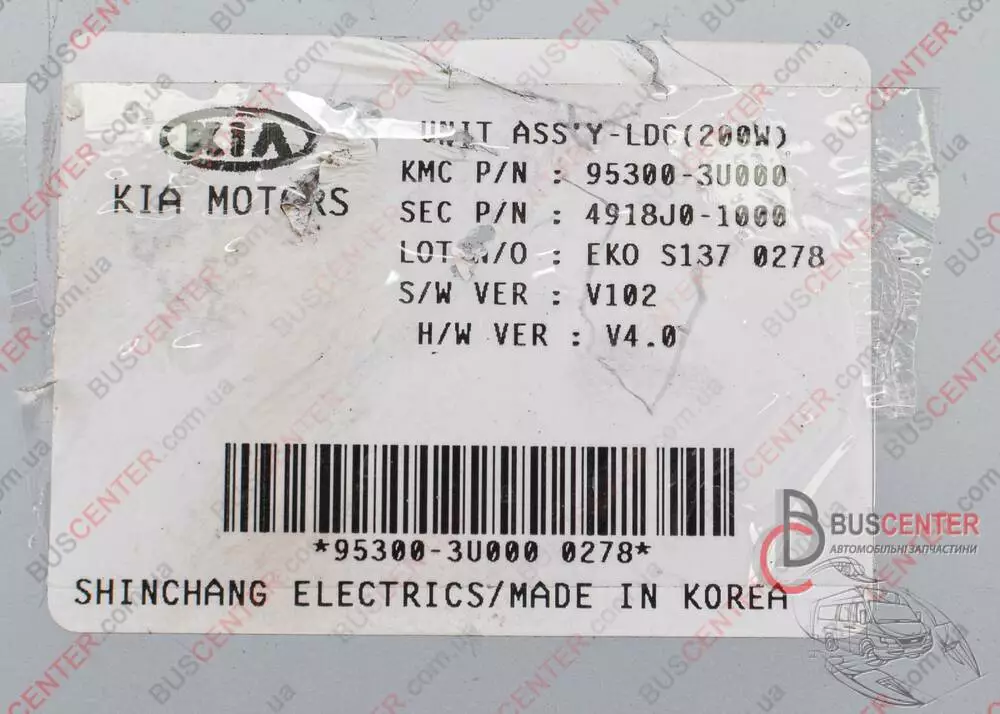 KIA
KIA MOTORS
UNIT ASS'Y-LDC(200W)
KMC P/N : 95300-3U000
SEC P/N : 4918J0-1000
LOT N/O : EKO S137 0278
S/W VER : V102
H/W VER : V4.0
*95300-3U000 0278*
SHINCHANG ELECTRICS/MADE IN KOREA
BUSCENTER
АВТОМОБІЛЬНІ ЗАПЧАСТИНИ
BUSCENTER.com.ua